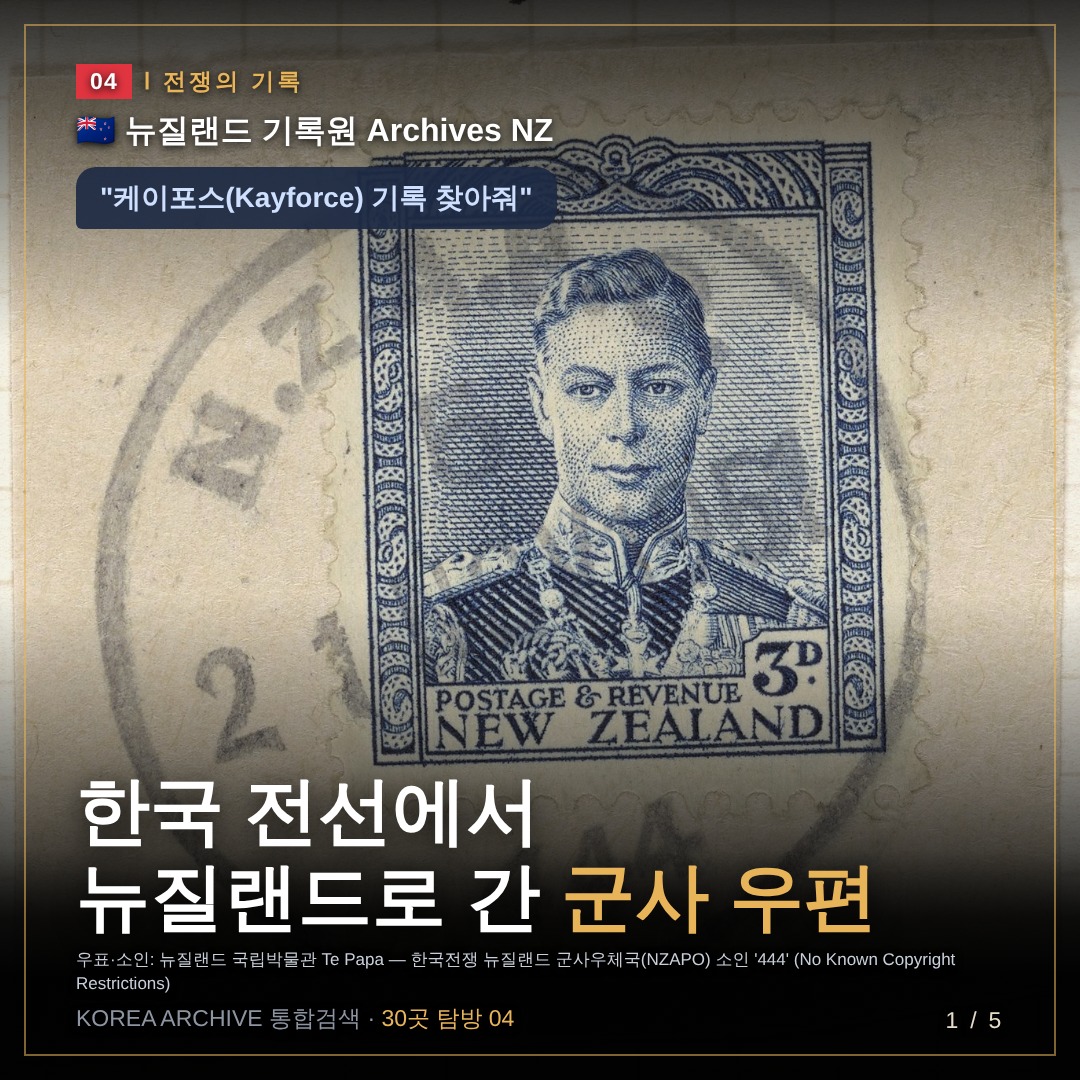 04 | 전쟁의 기록
🇳🇿 뉴질랜드 기록원 Archives NZ
"케이포스(Kayforce) 기록 찾아줘"
N.Z
2
3D.
POSTAGE & REVENUE
NEW ZEALAND
한국 전선에서
뉴질랜드로 간 군사 우편
우표·소인: 뉴질랜드 국립박물관 Te Papa — 한국전쟁 뉴질랜드 군사우체국(NZAPO) 소인 '444' (No Known Copyright
Restrictions)
KOREA ARCHIVE 통합검색 · 30곳 탐방 04
1 / 5